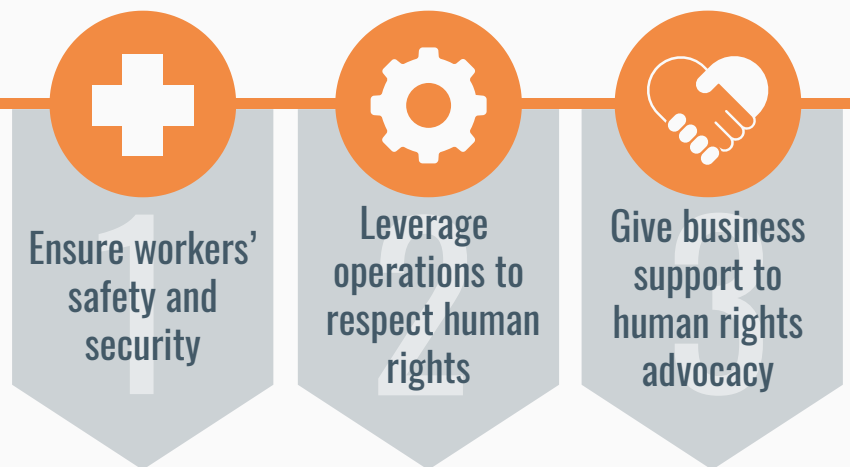 1
Ensure workers’
safety and
security
2
Leverage
operations to
respect human
rights
3
Give business
support to
human rights
advocacy